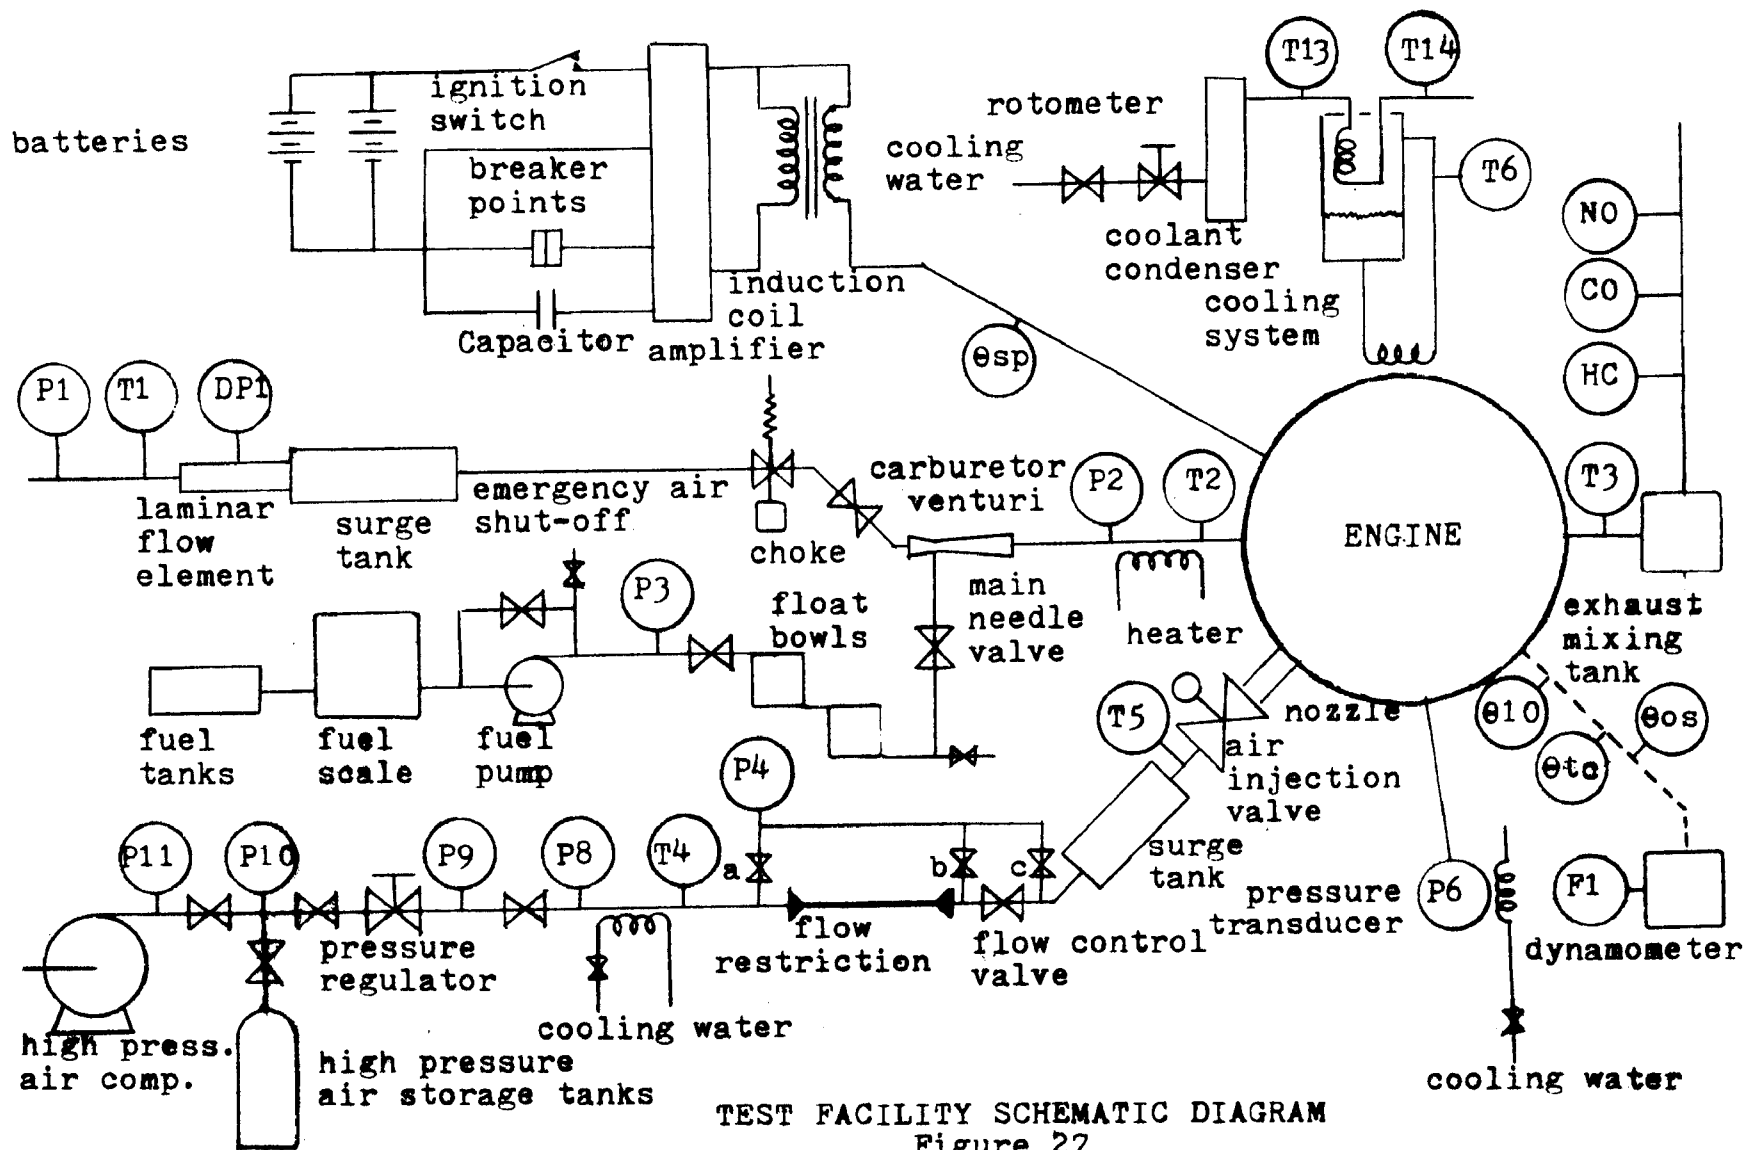 T13
T14
ignition
switch
batteries
rotometer
cooling
water
breaker
points
T6
NO
coolant
condenser
cooling
system
CO
induction
coil
amplifier
Capacitor
θsp
HC
P1
T1
DP1
carburetor
venturi
P2
T2
T3
emergency air
shut-off
laminar
flow
element
surge
tank
choke
ENGINE
P3
float
bowls
main
needle
valve
heater
exhaust
mixing
tank
fuel
tanks
fuel
scale
fuel
pump
T5
nozzle
air
injection
valve
θ10
θos
θtc
P4
P11
P10
P9
P8
T4
a
b
c
surge
tank
pressure
transducer
P6
F1
dynamometer
pressure
regulator
flow
restriction
flow control
valve
cooling water
high press.
air comp.
high pressure
air storage tanks
cooling water
TEST FACILITY SCHEMATIC DIAGRAM
Figure 27